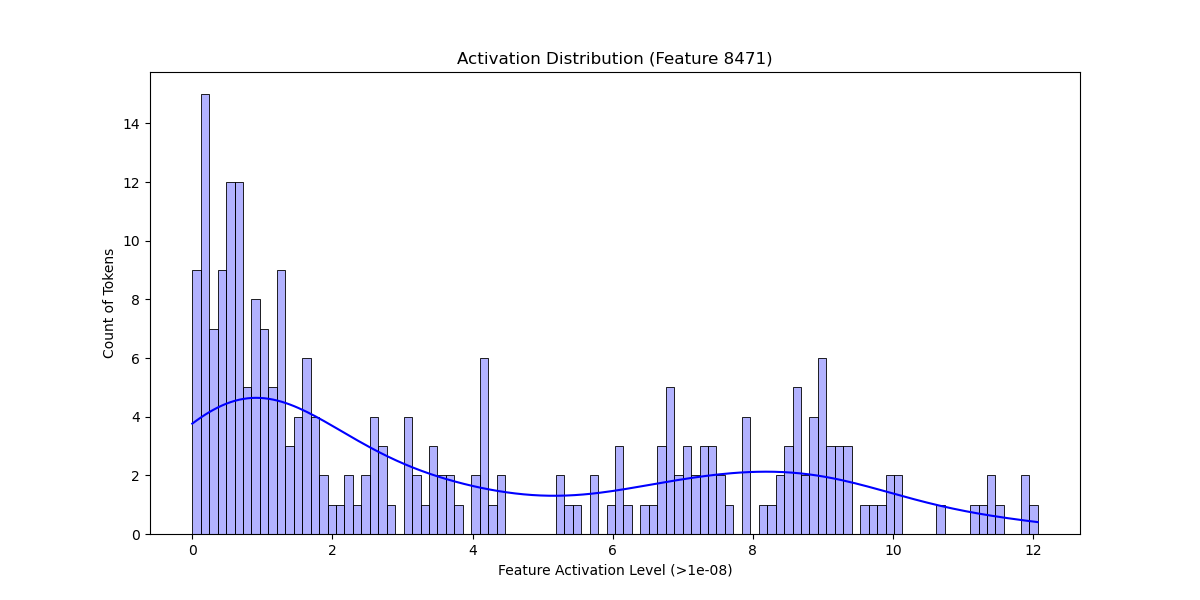 Activation Distribution (Feature 8471)
Count of Tokens
14
12
10
8
6
4
2
0
0 2 4 6 8 10 12
Feature Activation Level (>1e-08)